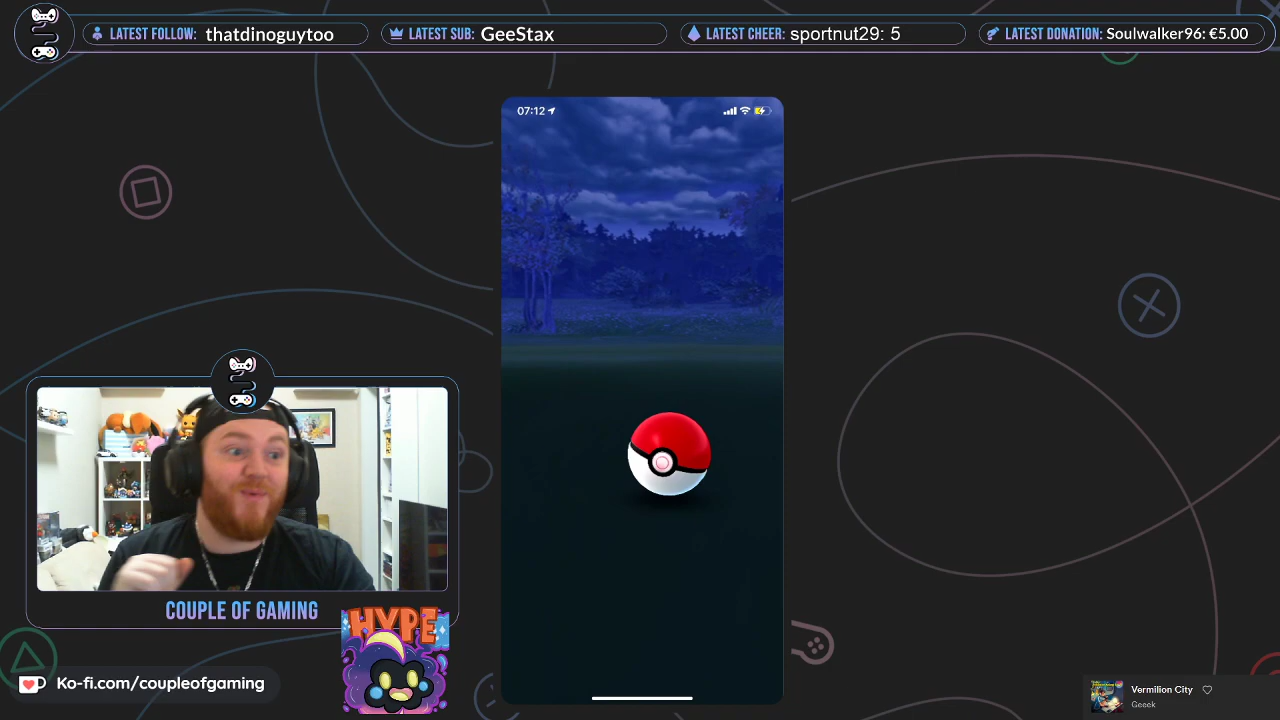 LATEST FOLLOW: thatdinoguytoo
LATEST SUB: GeeStax
LATEST CHEER: sportnut29: 5
LATEST DONATION: Soulwalker96: €5.00
07:12
COUPLE OF GAMING
HYPE
Ko-fi.com/coupleofgaming
Vermilion City
Geeek